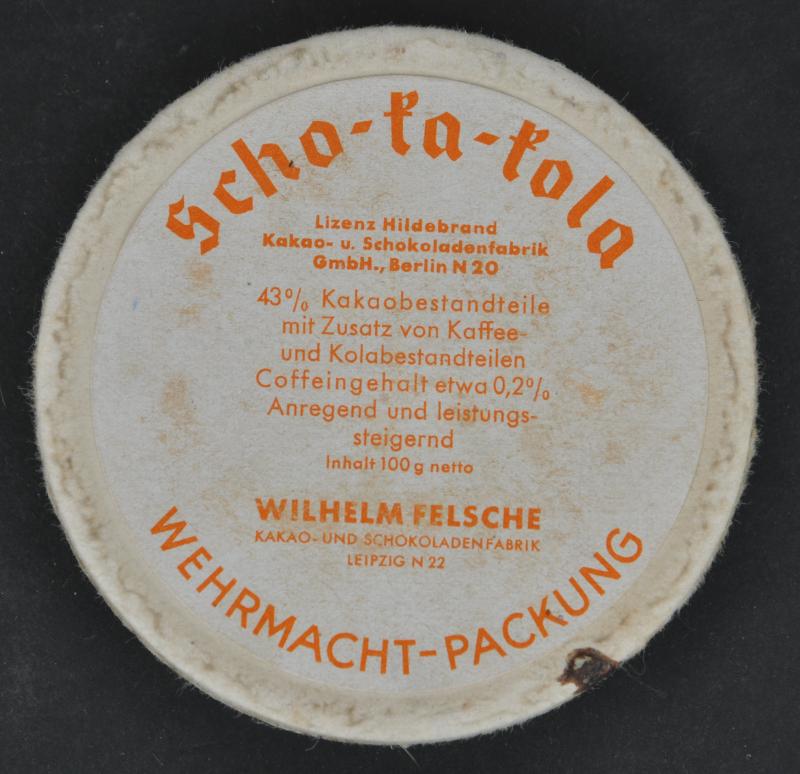 Scho-ka-kola
Lizenz Hildebrand
Kakao- u. Schokoladenfabrik
GmbH., Berlin N 20
43% Kakaobestandteile
mit Zusatz von Kaffee-
und Kolabestandteilen
Coffeingehalt etwa 0,2%
Anregend und leistungs-
steigernd
Inhalt 100 g netto
WILHELM FELSCHE
KAKAO- UND SCHOKOLADENFABRIK
LEIPZIG N 22
WEHRMACHT-PACKUNG